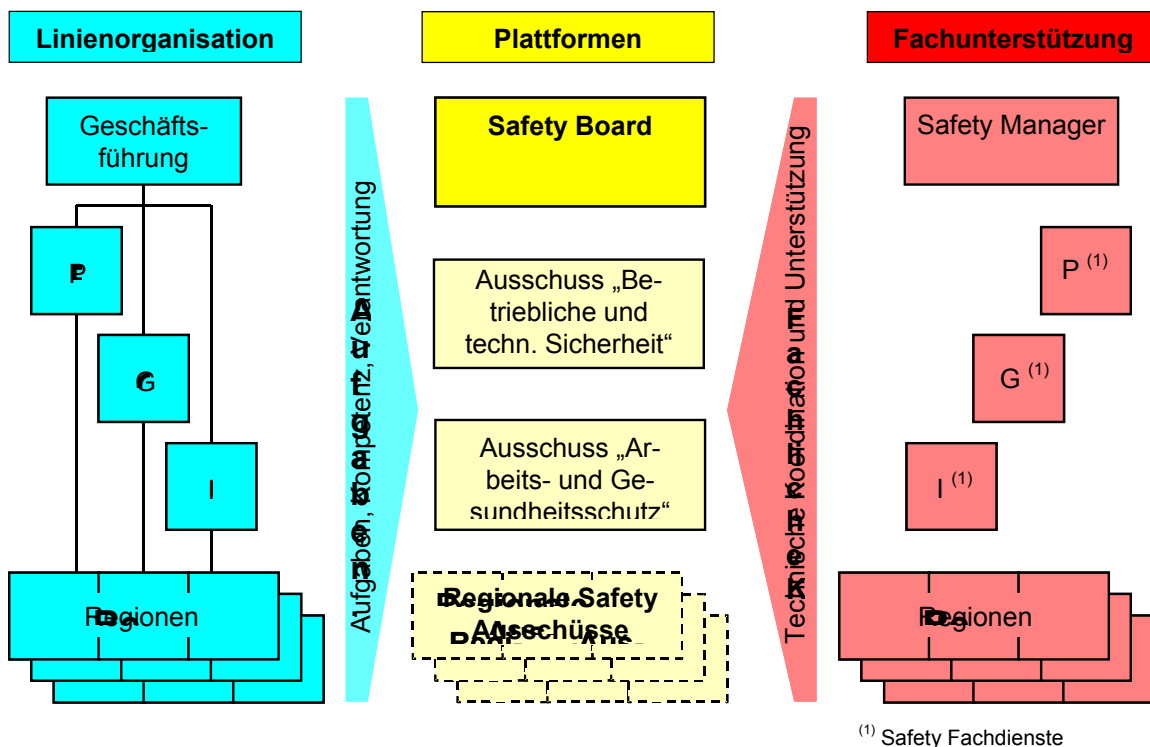 Linienorganisation
Plattformen
Fachunterstützung
Geschäfts-
führung
P
G
I
Regionen
Aufgaben, Kompetenz, Verantwortung
Aufgaben
Safety Board
Ausschuss „Be-
triebliche und
techn. Sicherheit“
Ausschuss „Ar-
beits- und Ge-
sundheitsschutz“
Regionale Safety
Ausschüsse
Technische Koordination und Unterstützung
Fachliche K
Safety Manager
P (1)
G (1)
I (1)
Regionen
(1) Safety Fachdienste